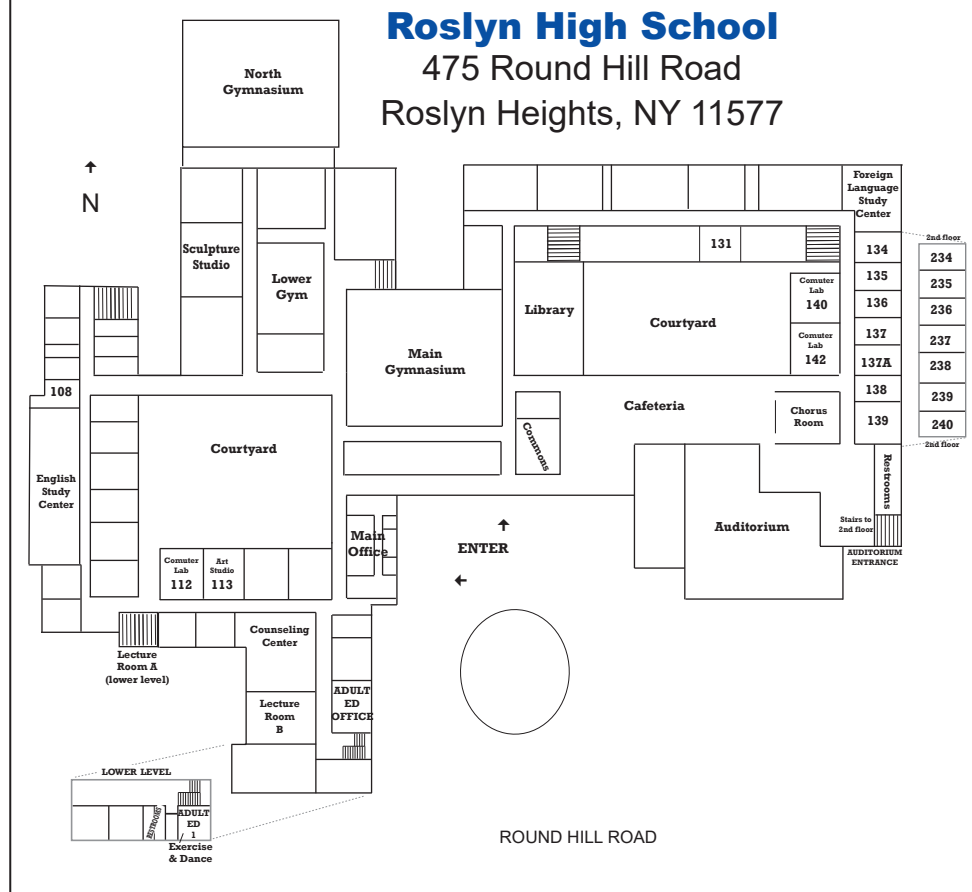 Roslyn High School
475 Round Hill Road
Roslyn Heights, NY 11577
North
Gymnasium
N
Foreign
Language
Study
Center
2nd floor
Sculpture
Studio
Lower
Gym
131
134
234
135
235
136
236
137
237
137A
238
138
239
139
240
2nd floor
Library
Courtyard
Comuter
Lab
140
Comuter
Lab
142
Main
Gymnasium
108
Cafeteria
Chorus
Room
Commons
Courtyard
English
Study
Center
Restrooms
Main
Office
ENTER
Auditorium
Stairs to
2nd floor
AUDITORIUM
ENTRANCE
Comuter
Lab
112
Art
Studio
113
Counseling
Center
Lecture
Room A
(lower level)
Lecture
Room
B
ADULT
ED
OFFICE
LOWER LEVEL
RESTROOMS
ADULT
ED
1
Exercise
& Dance
ROUND HILL ROAD